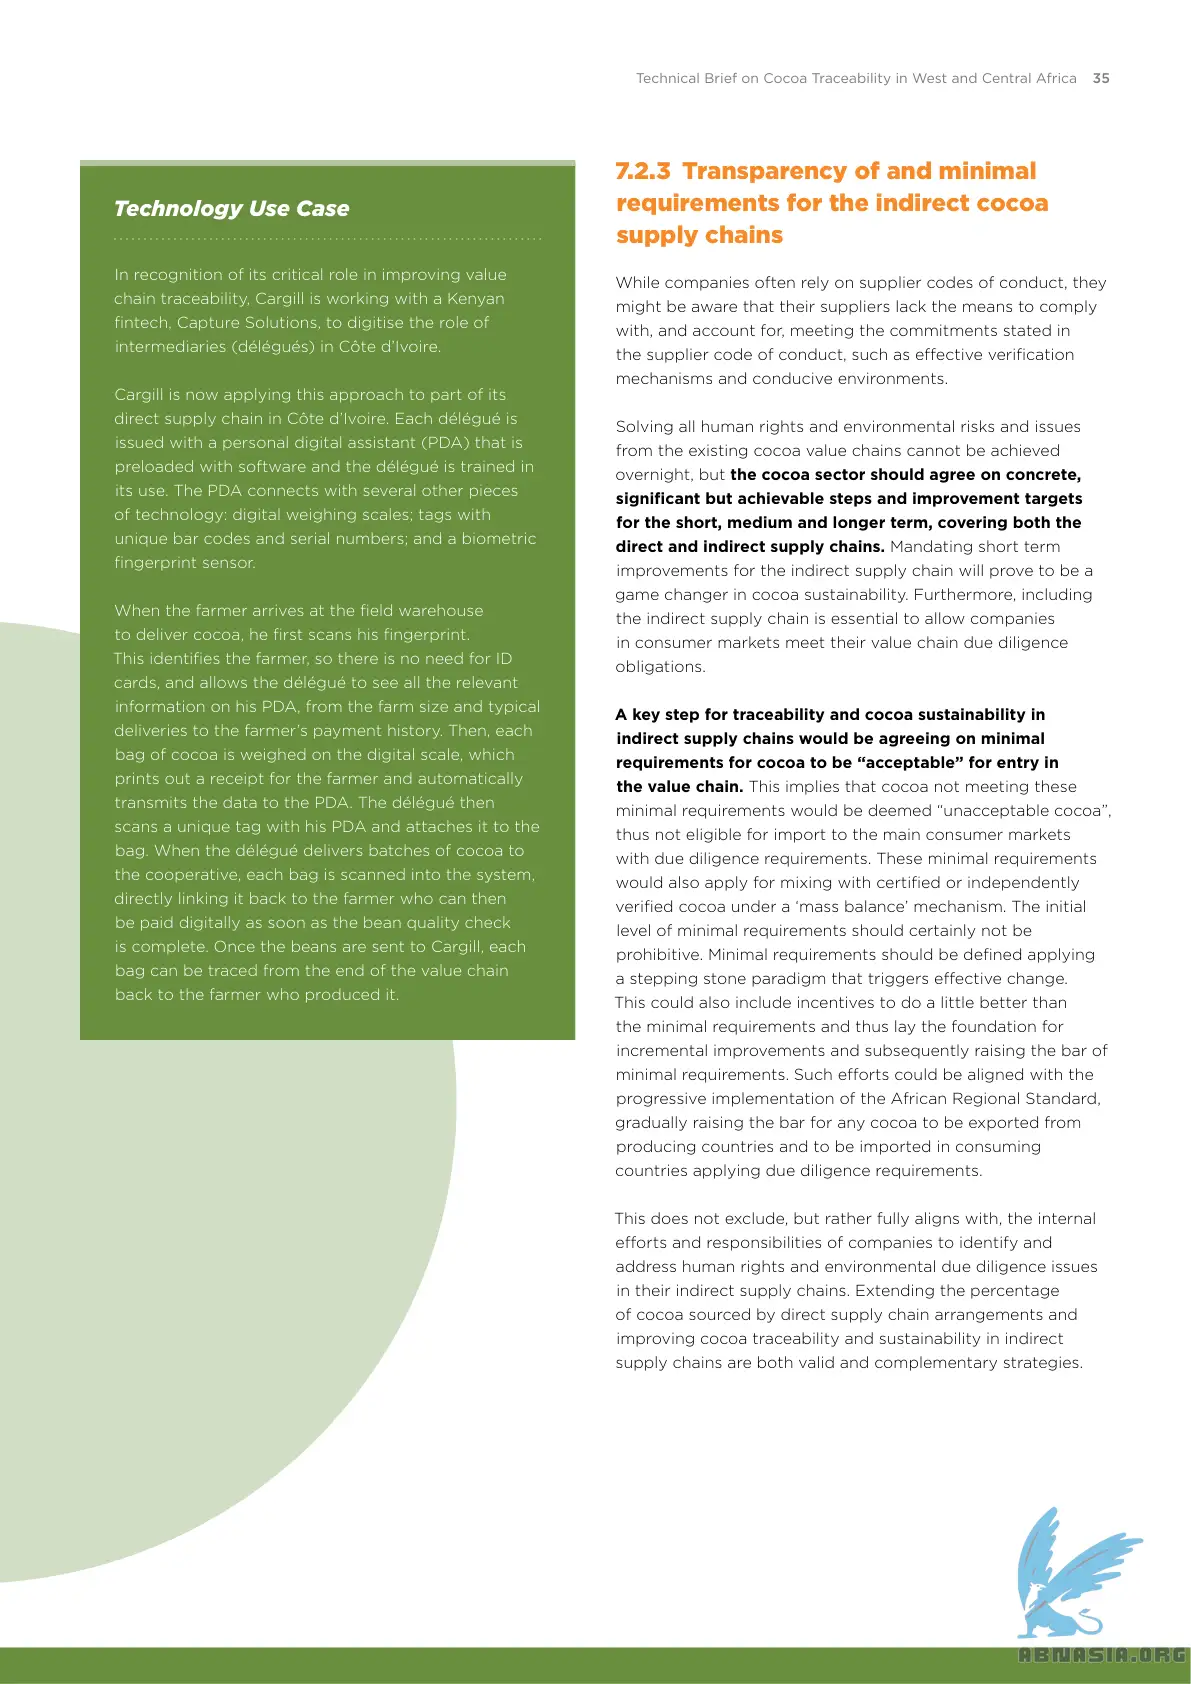 Technical Brief on Cocoa Traceability in West and Central Africa 35
Technology Use Case
In recognition of its critical role in improving value
chain traceability, Cargill is working with a Kenyan
fintech, Capture Solutions, to digitise the role of
intermediaries (délégués) in Côte d’Ivoire.
Cargill is now applying this approach to part of its
direct supply chain in Côte d’Ivoire. Each délégué is
issued with a personal digital assistant (PDA) that is
preloaded with software and the délégué is trained in
its use. The PDA connects with several other pieces
of technology: digital weighing scales; tags with
unique bar codes and serial numbers; and a biometric
fingerprint sensor.
When the farmer arrives at the field warehouse
to deliver cocoa, he first scans his fingerprint.
This identifies the farmer, so there is no need for ID
cards, and allows the délégué to see all the relevant
information on his PDA, from the farm size and typical
deliveries to the farmer’s payment history. Then, each
bag of cocoa is weighed on the digital scale, which
prints out a receipt for the farmer and automatically
transmits the data to the PDA. The délégué then
scans a unique tag with his PDA and attaches it to the
bag. When the délégué delivers batches of cocoa to
the cooperative, each bag is scanned into the system,
directly linking it back to the farmer who can then
be paid digitally as soon as the bean quality check
is complete. Once the beans are sent to Cargill, each
bag can be traced from the end of the value chain
back to the farmer who produced it.
7.2.3 Transparency of and minimal
requirements for the indirect cocoa
supply chains
While companies often rely on supplier codes of conduct, they
might be aware that their suppliers lack the means to comply
with, and account for, meeting the commitments stated in
the supplier code of conduct, such as effective verification
mechanisms and conducive environments.
Solving all human rights and environmental risks and issues
from the existing cocoa value chains cannot be achieved
overnight, but the cocoa sector should agree on concrete,
significant but achievable steps and improvement targets
for the short, medium and longer term, covering both the
direct and indirect supply chains. Mandating short term
improvements for the indirect supply chain will prove to be a
game changer in cocoa sustainability. Furthermore, including
the indirect supply chain is essential to allow companies
in consumer markets meet their value chain due diligence
obligations.
A key step for traceability and cocoa sustainability in
indirect supply chains would be agreeing on minimal
requirements for cocoa to be “acceptable” for entry in
the value chain. This implies that cocoa not meeting these
minimal requirements would be deemed “unacceptable cocoa”,
thus not eligible for import to the main consumer markets
with due diligence requirements. These minimal requirements
would also apply for mixing with certified or independently
verified cocoa under a ‘mass balance’ mechanism. The initial
level of minimal requirements should certainly not be
prohibitive. Minimal requirements should be defined applying
a stepping stone paradigm that triggers effective change.
This could also include incentives to do a little better than
the minimal requirements and thus lay the foundation for
incremental improvements and subsequently raising the bar of
minimal requirements. Such efforts could be aligned with the
progressive implementation of the African Regional Standard,
gradually raising the bar for any cocoa to be exported from
producing countries and to be imported in consuming
countries applying due diligence requirements.
This does not exclude, but rather fully aligns with, the internal
efforts and responsibilities of companies to identify and
address human rights and environmental due diligence issues
in their indirect supply chains. Extending the percentage
of cocoa sourced by direct supply chain arrangements and
improving cocoa traceability and sustainability in indirect
supply chains are both valid and complementary strategies.
ABNASIA.ORG